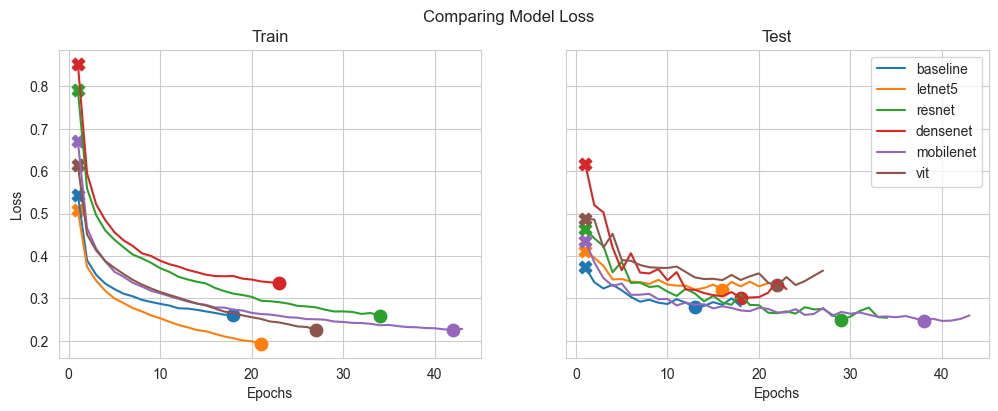 Comparing Model Loss
Train
Test
Loss
0.8
0.7
0.6
0.5
0.4
0.3
0.2
0
10
20
30
40
Epochs
0
10
20
30
40
Epochs
baseline
letnet5
resnet
densenet
mobilenet
vit